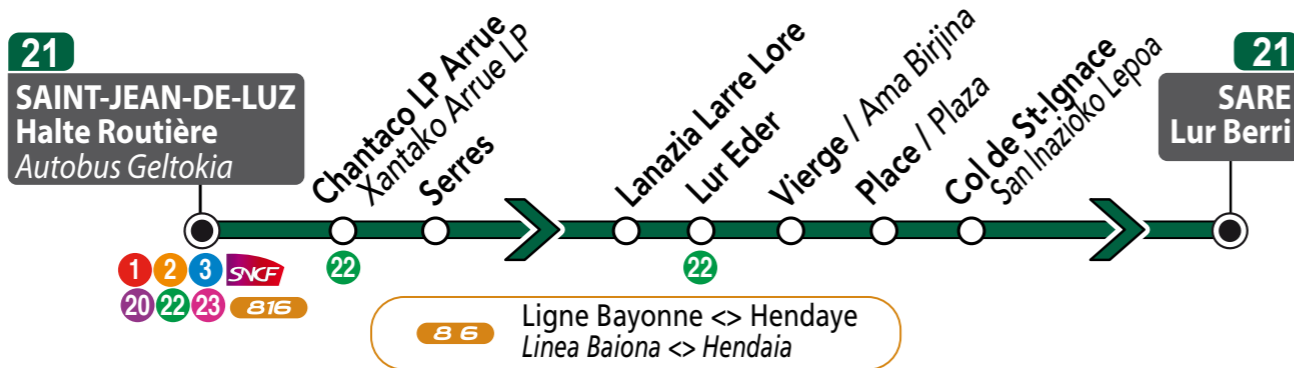 21
SAINT-JEAN-DE-LUZ
Halte Routière
Autobus Geltokia
Chantaco LP Arrue
Xantako Arrue LP
Serres
Lanazia Larre Lore
Lur Eder
Vierge / Ama Birjina
Place / Plaza
Col de St-Ignace
San Inazioko Lepoa
21
SARE
Lur Berri
1 2 3 SNCF
20 22 23 816
22
22
8 6 Ligne Bayonne <> Hendaye
Linea Baiona <> Hendaia